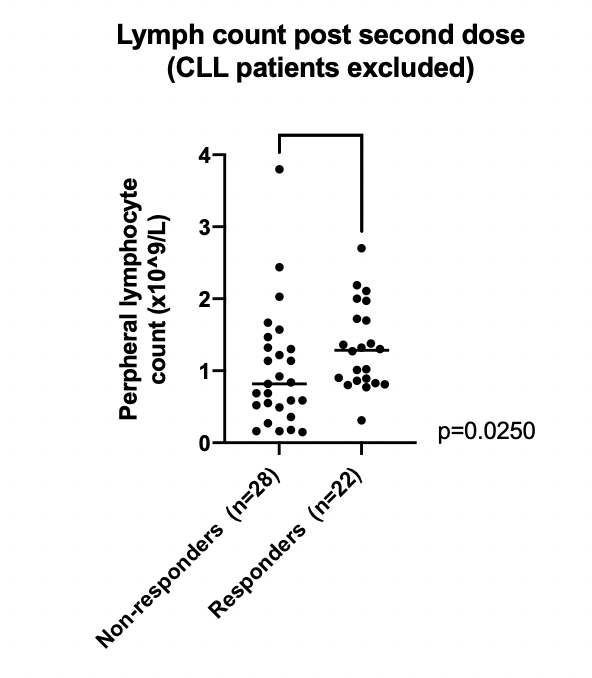 Lymph count post second dose
(CLL patients excluded)
Perpheral lymphocyte
count (x10^9/L)
4
3
2
1
0
p=0.0250
Non-responders (n=28)
Responders (n=22)